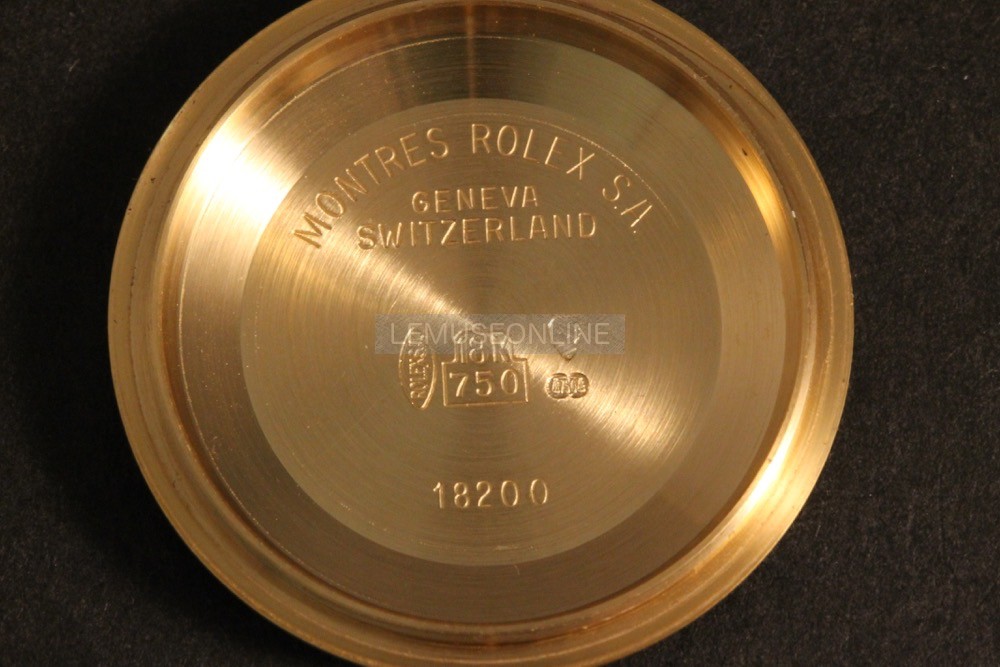 MONTRES ROLEX S.A.
GENEVA
SWITZERLAND
LEMUSEONLINE
18K
750
18200